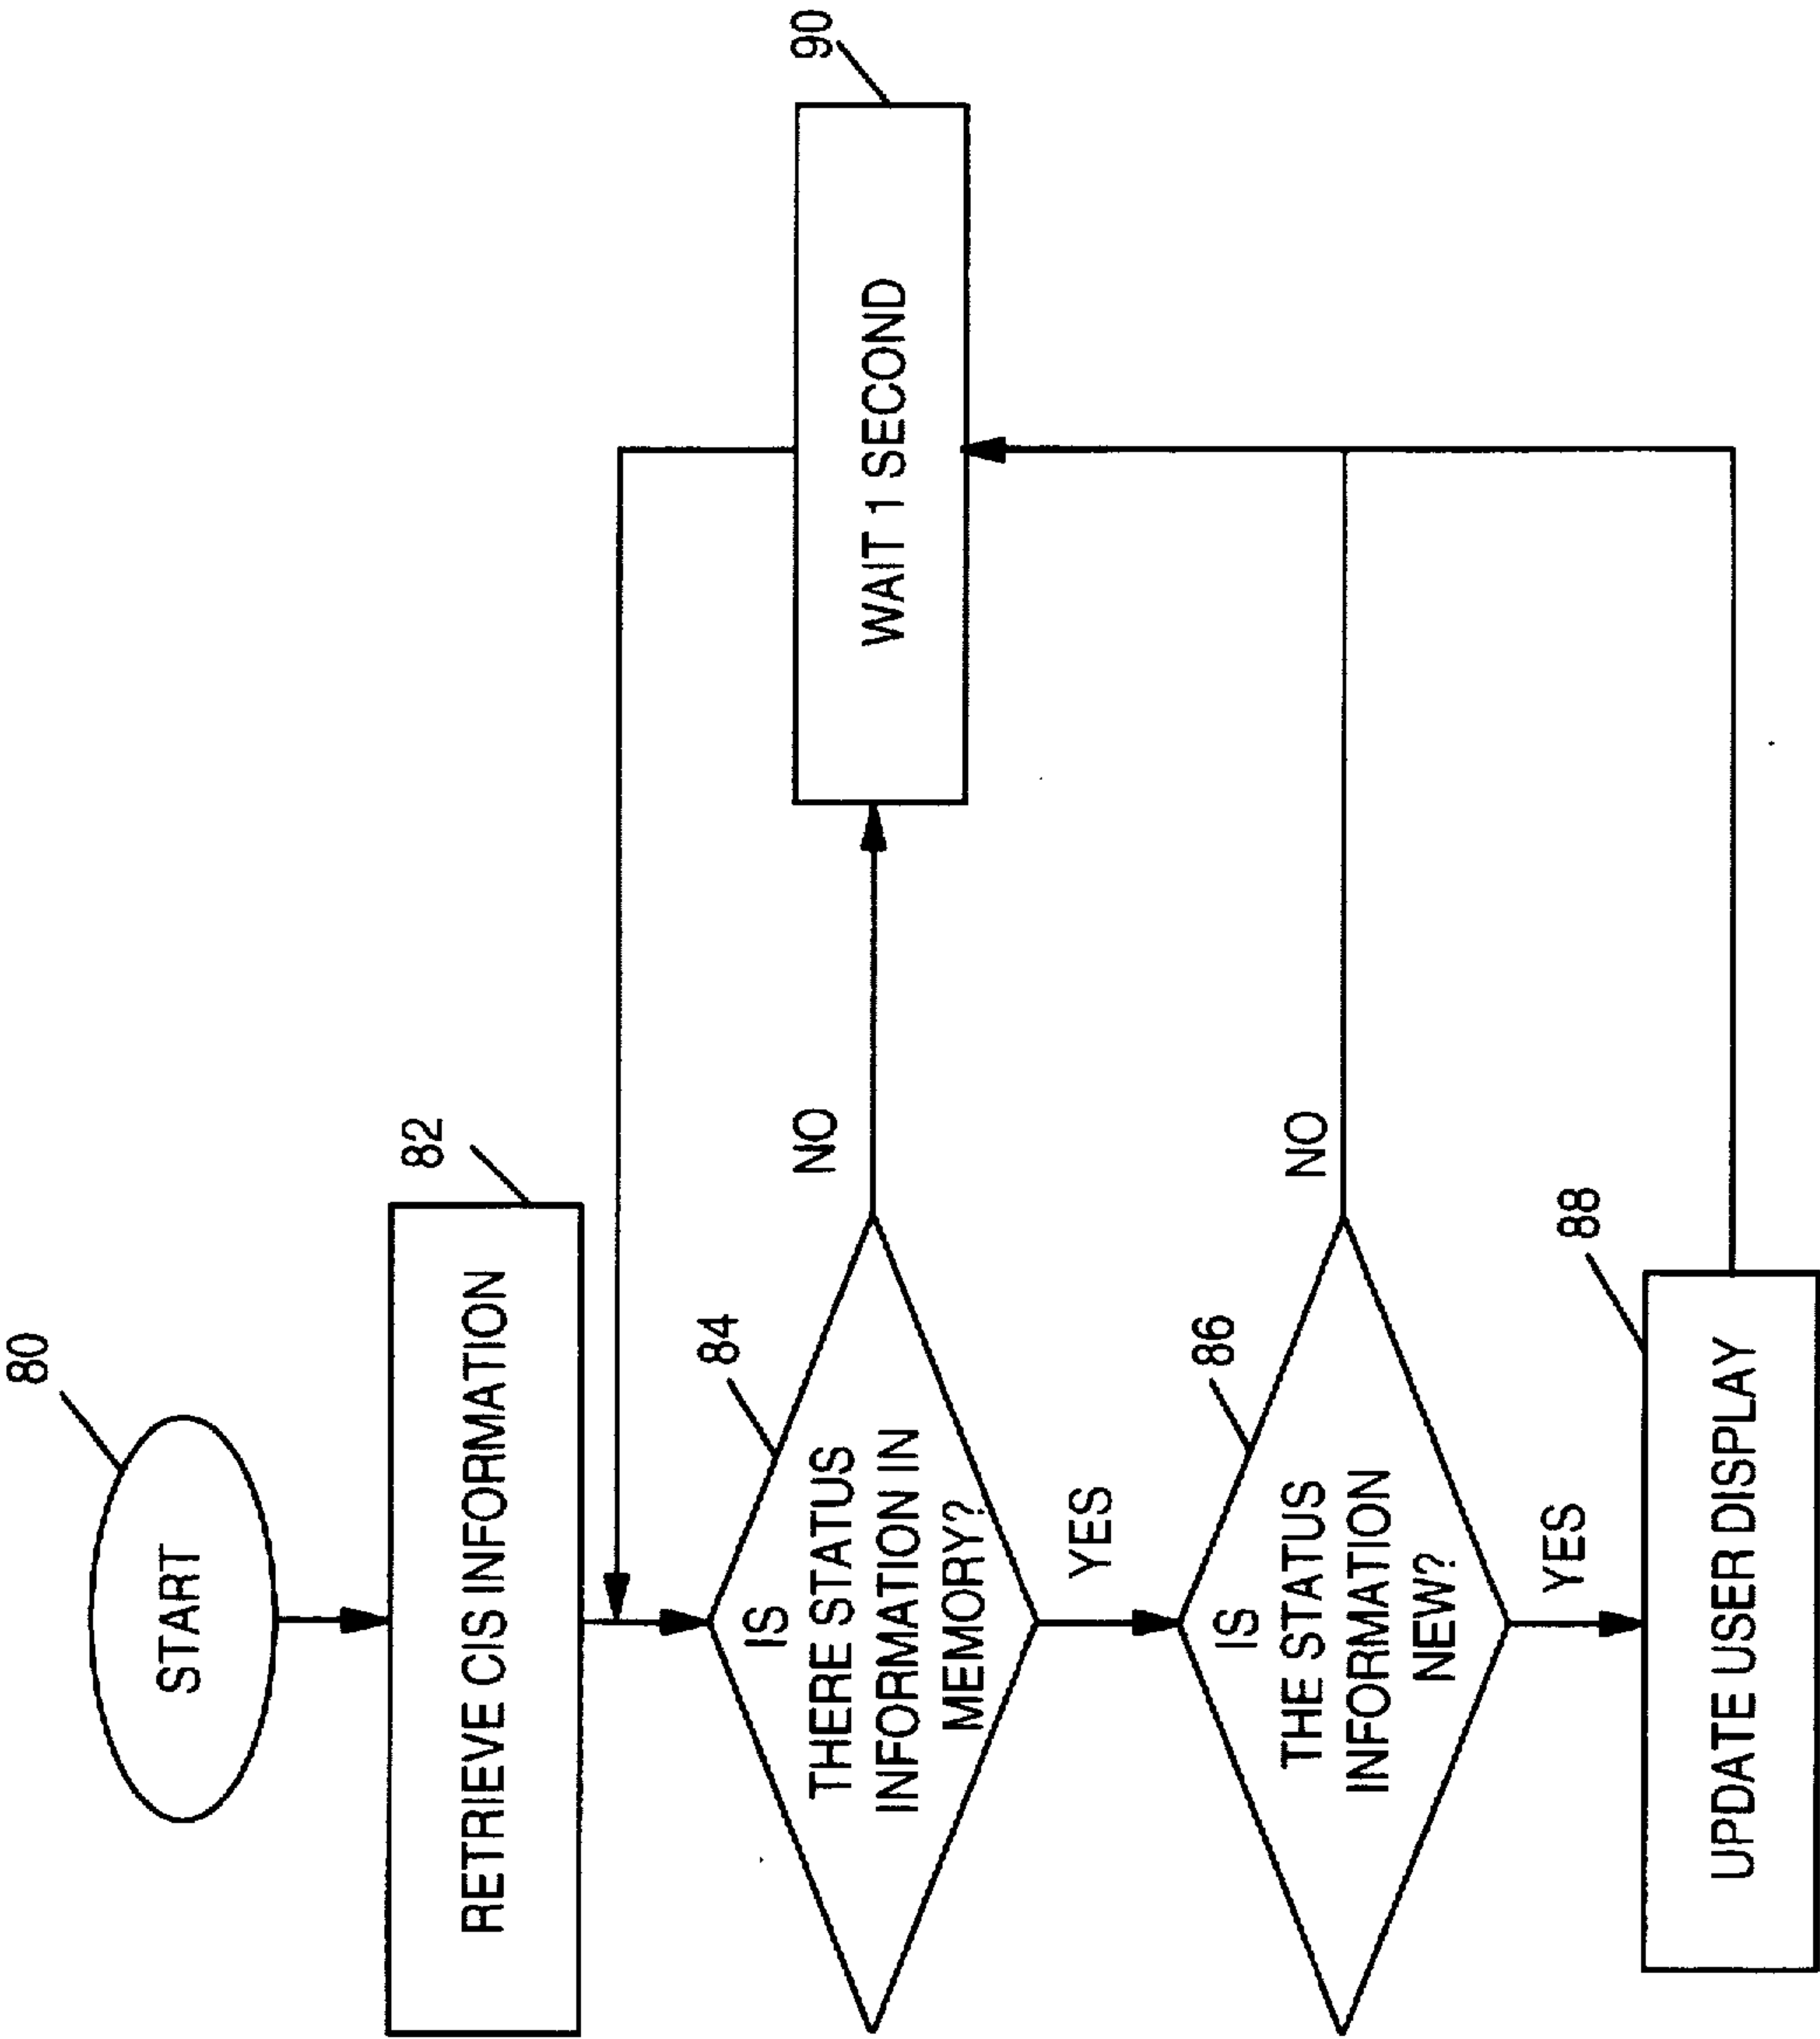 80
START
82
RETRIEVE CIS INFORMATION
84
IS
THERE STATUS
INFORMATION IN
MEMORY?
NO
90
WAIT 1 SECOND
YES
86
IS
THE STATUS
INFORMATION
NEW?
NO
YES
88
UPDATE USER DISPLAY